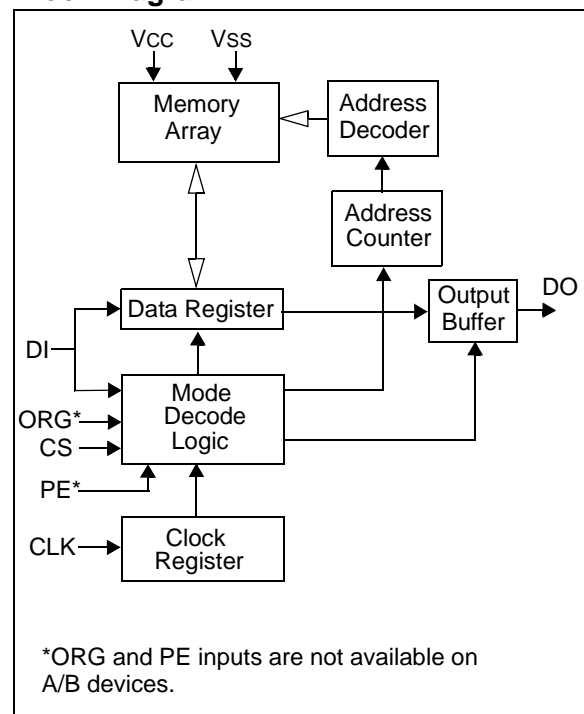 VCC VSS
Memory
Array
Address
Decoder
Address
Counter
Data Register
Output
Buffer
DO
DI
Mode
Decode
Logic
ORG*
CS
PE*
CLK
Clock
Register
*ORG and PE inputs are not available on
A/B devices.